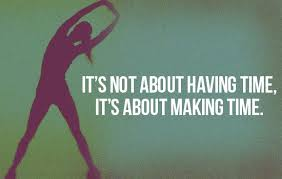 IT'S NOT ABOUT HAVING TIME,
IT'S ABOUT MAKING TIME.